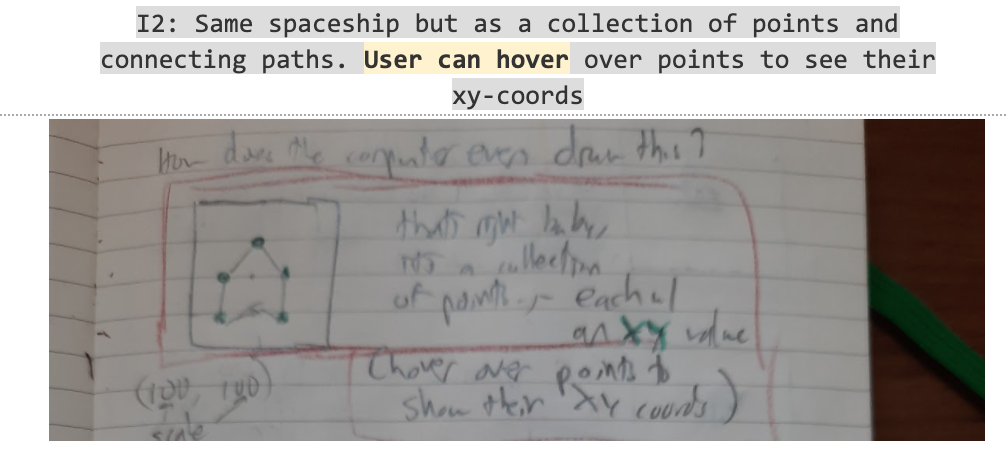 I2: Same spaceship but as a collection of points and
connecting paths. User can hover over points to see their
xy-coords
How does the computer even draw this?
that's right baby,
it's a collection
of points - each w/
an XY value
(hover over points to
show their XY coords)
(100, 100)
scale